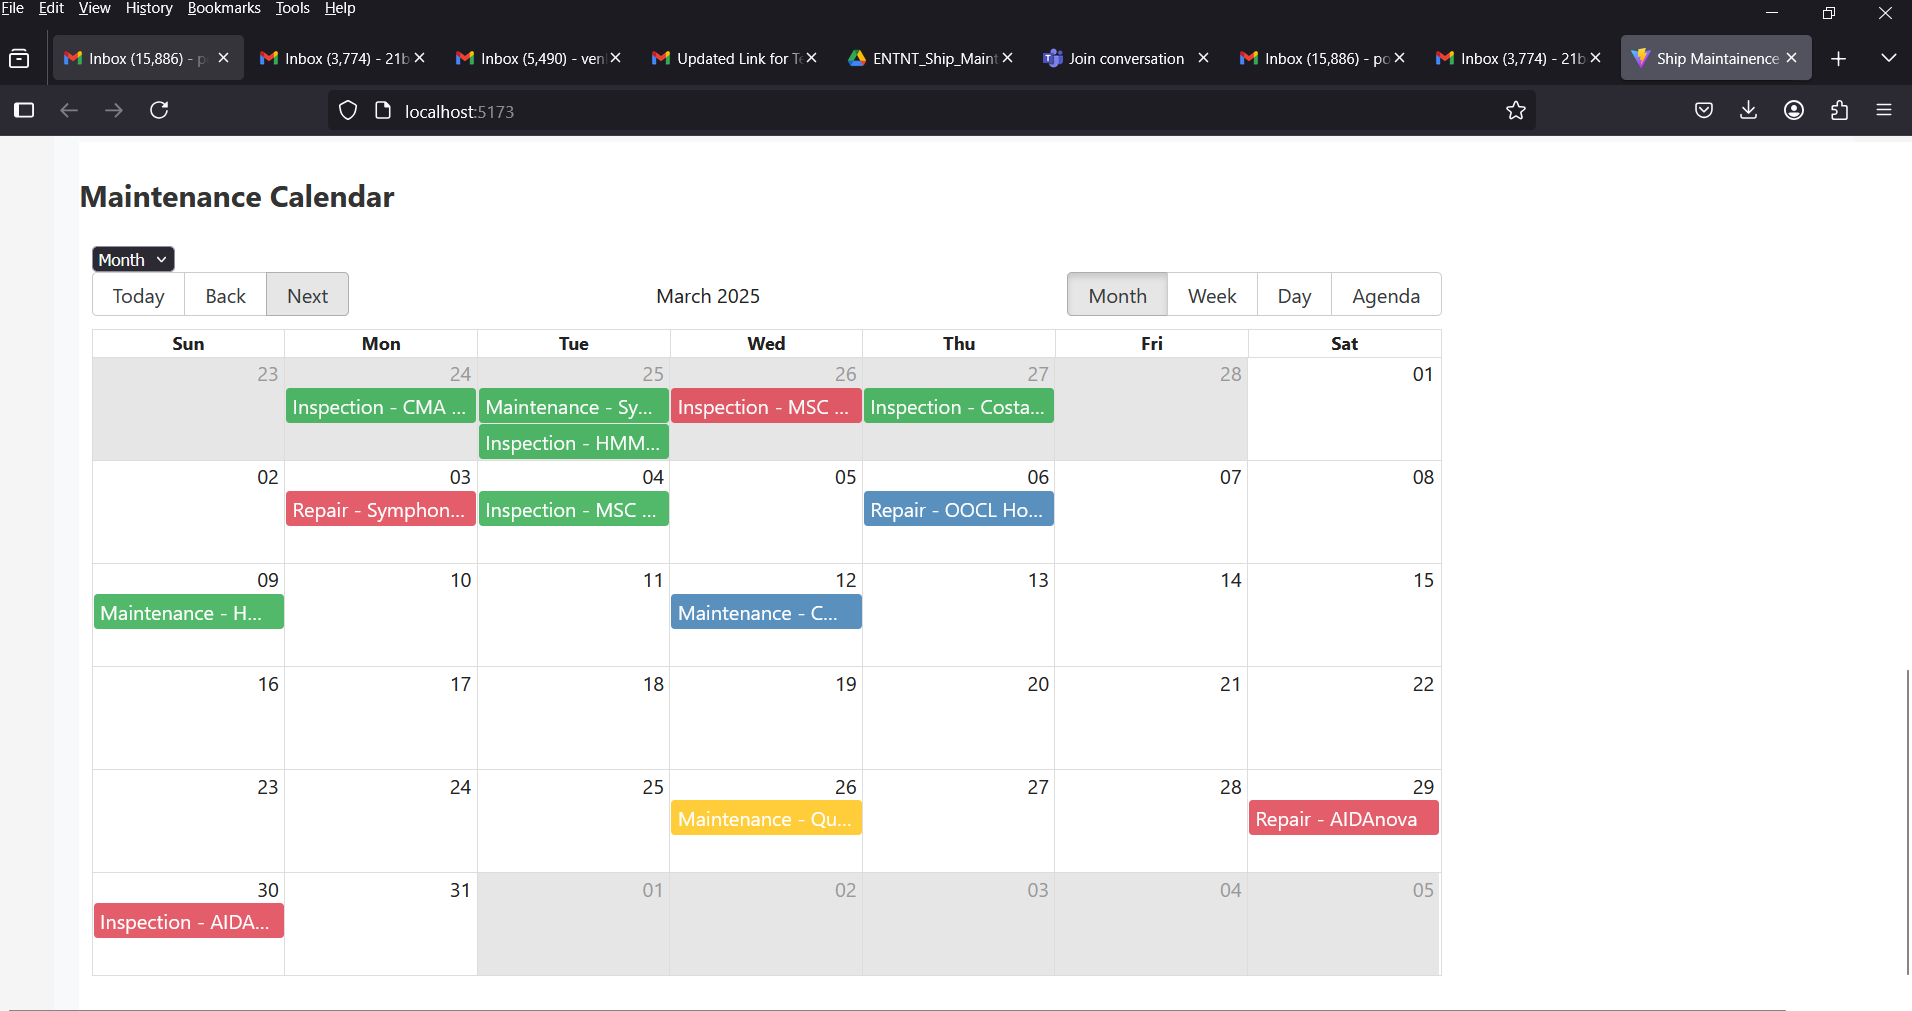 File Edit View History Bookmarks Tools Help
Inbox (15,886) - p Inbox (3,774) - 21b Inbox (5,490) - ven Updated Link for Te ENTNT_Ship_Maint Join conversation Inbox (15,886) - po Inbox (3,774) - 21b Ship Maintainence
localhost:5173
Maintenance Calendar
Month
Today Back Next March 2025 Month Week Day Agenda
Sun Mon Tue Wed Thu Fri Sat
23 24 25 26 27 28 01
Inspection - CMA ... Maintenance - Sy... Inspection - MSC ... Inspection - Costa...
Inspection - HMM...
02 03 04 05 06 07 08
Repair - Symphon... Inspection - MSC ... Repair - OOCL Ho...
09 10 11 12 13 14 15
Maintenance - H... Maintenance - C...
16 17 18 19 20 21 22
23 24 25 26 27 28 29
Maintenance - Qu... Repair - AIDAnova
30 31 01 02 03 04 05
Inspection - AIDA...